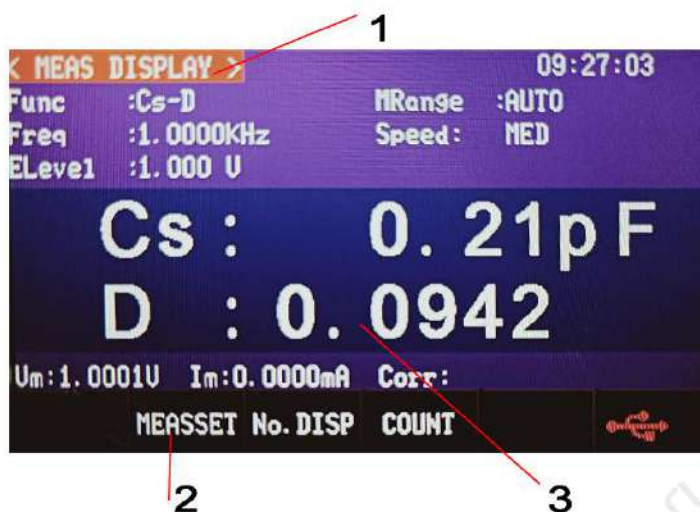 1
< MEAS DISPLAY > 09:27:03
Func :Cs-D MRange :AUTO
Freq :1.0000KHz Speed: MED
ELevel :1.000 V
Cs: 0.21pF
D : 0.0942
Vm:1.0001V Im:0.0000mA Corr:
MEASSET No.DISP COUNT
2 3